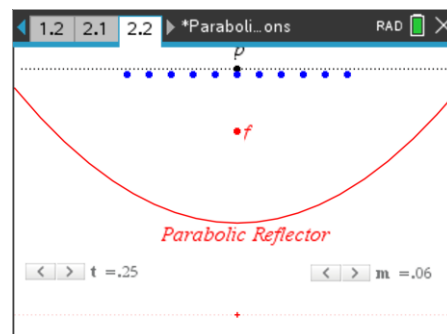 1.2 2.1 2.2 *Paraboli...ons RAD
p
f
Parabolic Reflector
< > t =.25
< > m =.06